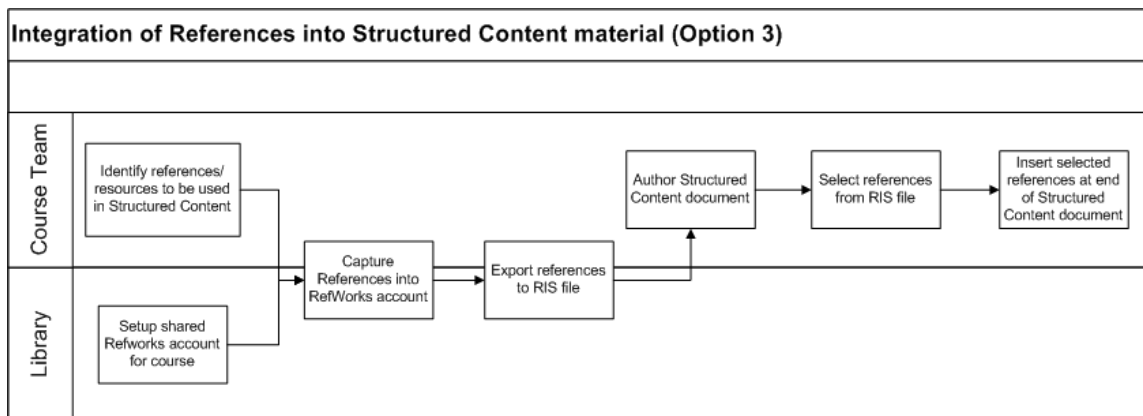 Integration of References into Structured Content material (Option 3)
Course Team
Identify references/
resources to be used
in Structured Content
Author Structured
Content document
Select references
from RIS file
Insert selected
references at end
of Structured
Content document
Capture
References into
RefWorks account
Export references
to RIS file
Library
Setup shared
Refworks account
for course